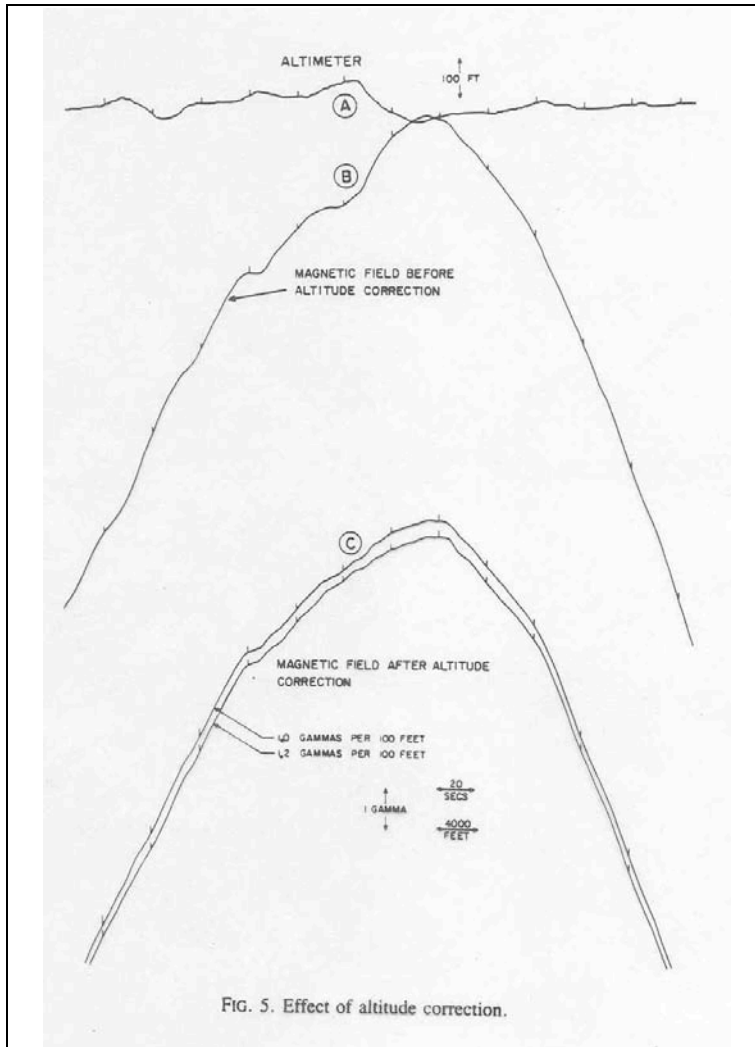 ALTIMETER
100 FT
A
B
MAGNETIC FIELD BEFORE
ALTITUDE CORRECTION
C
MAGNETIC FIELD AFTER ALTITUDE
CORRECTION
1,0 GAMMAS PER 100 FEET
1,2 GAMMAS PER 100 FEET
20
SECS
1 GAMMA
4000
FEET
FIG. 5. Effect of altitude correction.